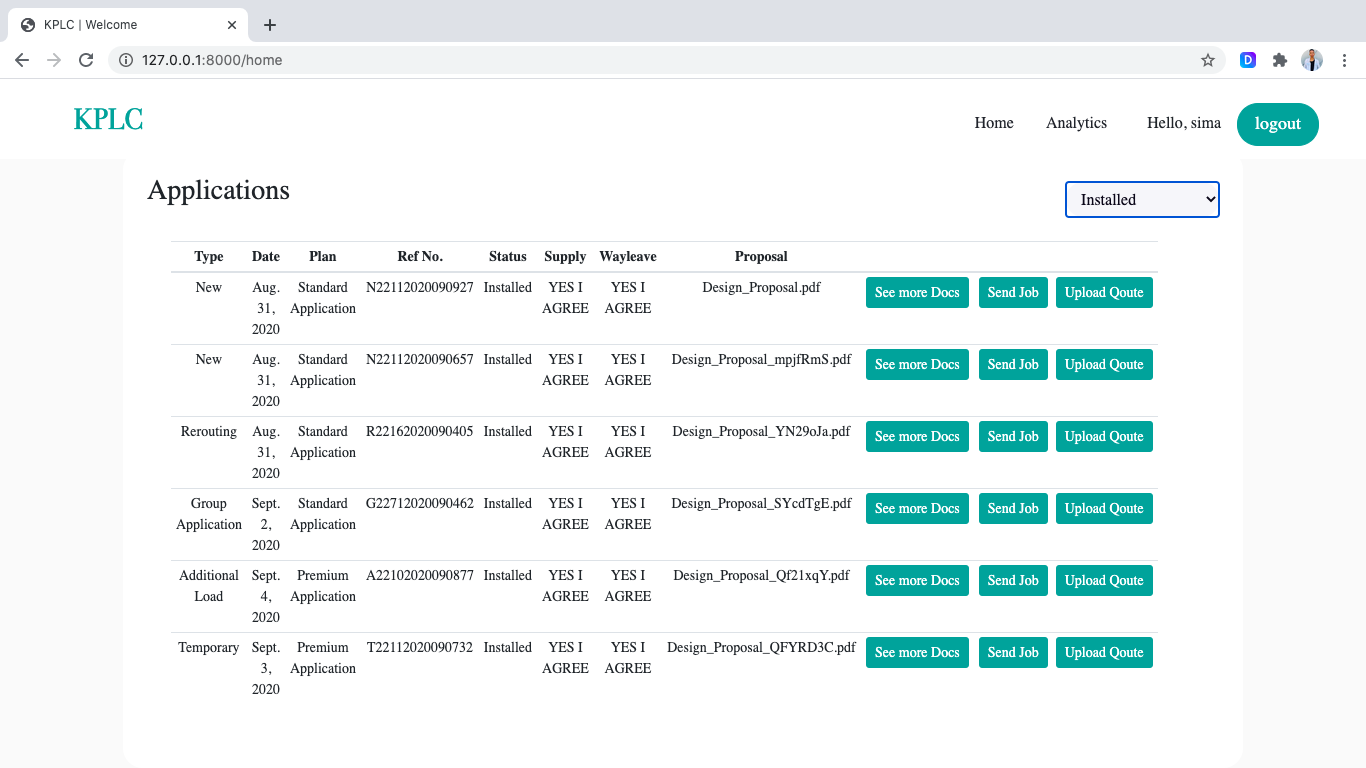 KPLC | Welcome
127.0.0.1:8000/home
D
KPLC
Home Analytics Hello, sima logout
Applications
Installed
Type Date Plan Ref No. Status Supply Wayleave Proposal
New Aug. Standard N22112020090927 Installed YES I YES I Design_Proposal.pdf See more Docs Send Job Upload Qoute
31, Application AGREE AGREE
2020
New Aug. Standard N22112020090657 Installed YES I YES I Design_Proposal_mpjfRmS.pdf See more Docs Send Job Upload Qoute
31, Application AGREE AGREE
2020
Rerouting Aug. Standard R22162020090405 Installed YES I YES I Design_Proposal_YN29oJa.pdf See more Docs Send Job Upload Qoute
31, Application AGREE AGREE
2020
Group Sept. Standard G22712020090462 Installed YES I YES I Design_Proposal_SYcdTgE.pdf See more Docs Send Job Upload Qoute
Application 2, Application AGREE AGREE
2020
Additional Sept. Premium A22102020090877 Installed YES I YES I Design_Proposal_Qf21xqY.pdf See more Docs Send Job Upload Qoute
Load 4, Application AGREE AGREE
2020
Temporary Sept. Premium T22112020090732 Installed YES I YES I Design_Proposal_QFYRD3C.pdf See more Docs Send Job Upload Qoute
3, Application AGREE AGREE
2020